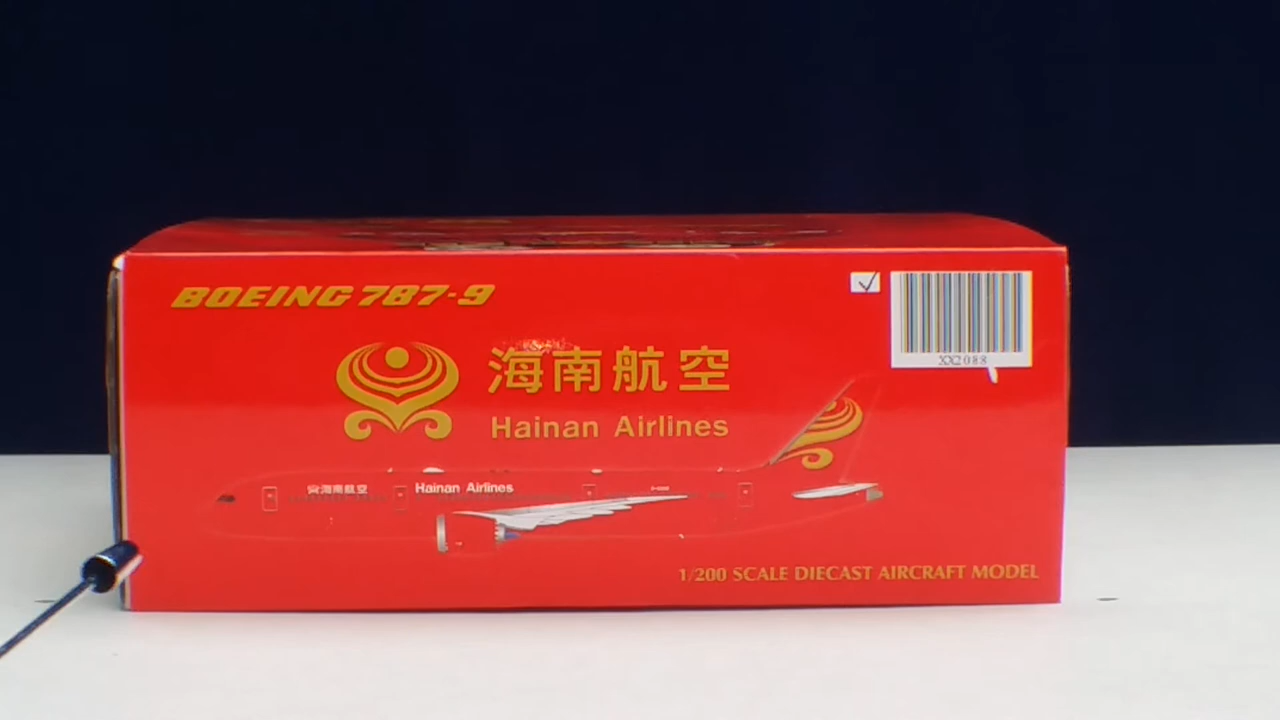 BOEING 787-9
XX2088
海南航空
Hainan Airlines
海南航空
Hainan Airlines
1/200 SCALE DIECAST AIRCRAFT MODEL